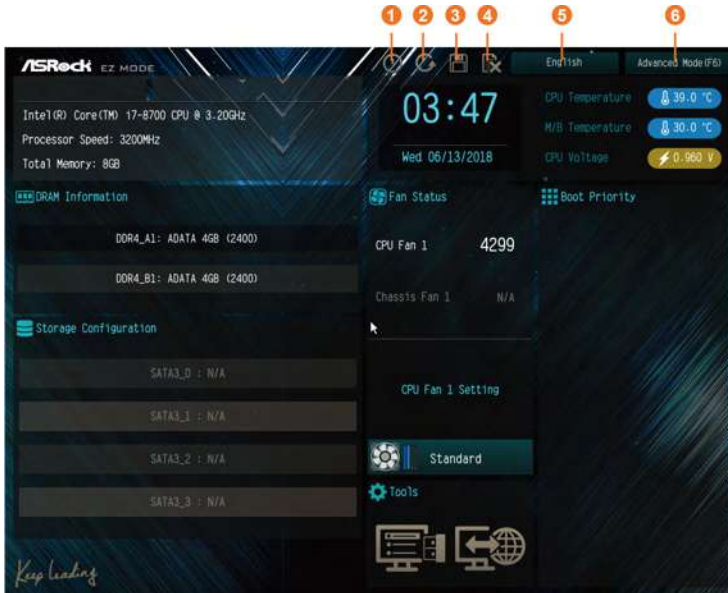 1 2 3 4 5 6
ASRock EZ MODE
English
Advanced Mode(F6)
Intel(R) Core(TM) i7-8700 CPU @ 3.20GHz
Processor Speed: 3200MHz
Total Memory: 8GB
03:47
Wed 06/13/2018
CPU Temperature 39.0 °C
M/B Temperature 30.0 °C
CPU Voltage 0.960 V
DRAM Information
DDR4_A1: ADATA 4GB (2400)
DDR4_B1: ADATA 4GB (2400)
Storage Configuration
SATA3_0 : N/A
SATA3_1 : N/A
SATA3_2 : N/A
SATA3_3 : N/A
Fan Status
CPU Fan 1 4299
Chassis Fan 1 N/A
CPU Fan 1 Setting
Standard
Tools
Boot Priority
Keep Leading